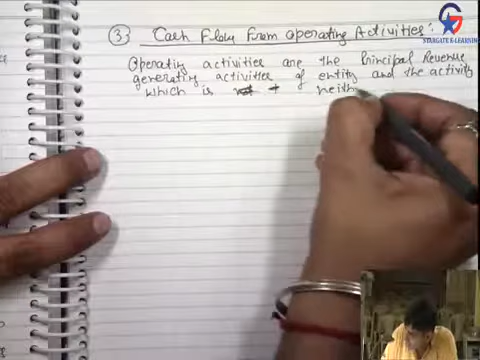 ③ Cash Flow From Operating Activities :
Operating activities are the Principal Revenue
generating activities of entity and the activity
which is neith
STARGATE E-LEARNIN